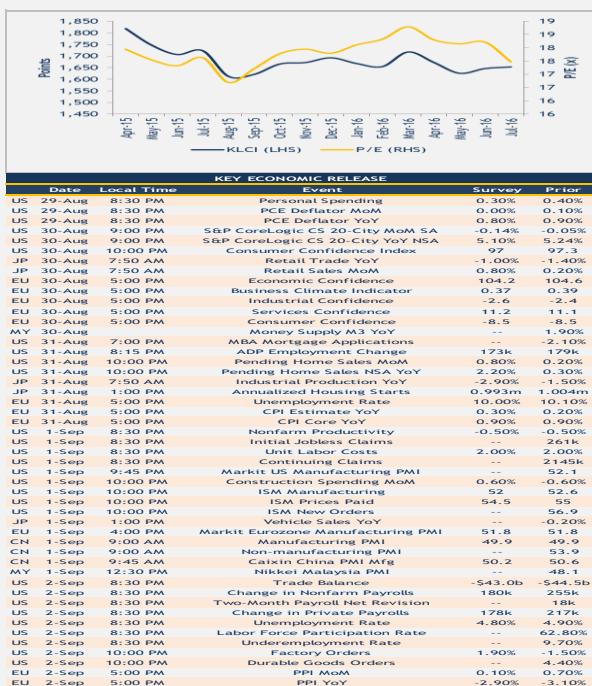 1,850
1,800
1,750
1,700
1,650
1,600
1,550
1,500
1,450
Points
19
19
18
18
17
17
16
16
P/E (x)
Apr-15
May-15
Jun-15
Jul-15
Aug-15
Sep-15
Oct-15
Nov-15
Dec-15
Jan-16
Feb-16
Mar-16
Apr-16
May-16
Jun-16
Jul-16
KLCI (LHS) P/E (RHS)
KEY ECONOMIC RELEASE
Date Local Time Event Survey Prior
US 29-Aug 8:30 PM Personal Spending 0.30% 0.40%
US 29-Aug 8:30 PM PCE Deflator MoM 0.00% 0.10%
US 29-Aug 8:30 PM PCE Deflator YoY 0.80% 0.90%
US 30-Aug 9:00 PM S&P CoreLogic CS 20-City MoM SA -0.14% -0.05%
US 30-Aug 9:00 PM S&P CoreLogic CS 20-City YoY NSA 5.10% 5.24%
US 30-Aug 10:00 PM Consumer Confidence Index 97 97.3
JP 30-Aug 7:50 AM Retail Trade YoY -1.00% -1.40%
JP 30-Aug 7:50 AM Retail Sales MoM 0.80% 0.20%
EU 30-Aug 5:00 PM Economic Confidence 104.2 104.6
EU 30-Aug 5:00 PM Business Climate Indicator 0.37 0.39
EU 30-Aug 5:00 PM Industrial Confidence -2.6 -2.4
EU 30-Aug 5:00 PM Services Confidence 11.2 11.1
EU 30-Aug 5:00 PM Consumer Confidence -8.5 -8.5
MY 30-Aug Money Supply M3 YoY -- 1.90%
US 31-Aug 7:00 PM MBA Mortgage Applications -- -2.10%
US 31-Aug 8:15 PM ADP Employment Change 173k 179k
US 31-Aug 10:00 PM Pending Home Sales MoM 0.80% 0.20%
US 31-Aug 10:00 PM Pending Home Sales NSA YoY 2.20% 0.30%
JP 31-Aug 7:50 AM Industrial Production YoY -2.90% -1.50%
JP 31-Aug 1:00 PM Annualized Housing Starts 0.993m 1.004m
EU 31-Aug 5:00 PM Unemployment Rate 10.00% 10.10%
EU 31-Aug 5:00 PM CPI Estimate YoY 0.30% 0.20%
EU 31-Aug 5:00 PM CPI Core YoY 0.90% 0.90%
US 1-Sep 8:30 PM Nonfarm Productivity -0.50% -0.50%
US 1-Sep 8:30 PM Initial Jobless Claims -- 261k
US 1-Sep 8:30 PM Unit Labor Costs 2.00% 2.00%
US 1-Sep 8:30 PM Continuing Claims -- 2145k
US 1-Sep 9:45 PM Markit US Manufacturing PMI -- 52.1
US 1-Sep 10:00 PM Construction Spending MoM 0.60% -0.60%
US 1-Sep 10:00 PM ISM Manufacturing 52 52.6
US 1-Sep 10:00 PM ISM Prices Paid 54.5 55
US 1-Sep 10:00 PM ISM New Orders -- 56.9
JP 1-Sep 1:00 PM Vehicle Sales YoY -- -0.20%
EU 1-Sep 4:00 PM Markit Eurozone Manufacturing PMI 51.8 51.8
CN 1-Sep 9:00 AM Manufacturing PMI 49.9 49.9
CN 1-Sep 9:00 AM Non-manufacturing PMI -- 53.9
CN 1-Sep 9:45 AM Caixin China PMI Mfg 50.2 50.6
MY 1-Sep 12:30 PM Nikkei Malaysia PMI -- 48.1
US 2-Sep 8:30 PM Trade Balance -$43.0b -$44.5b
US 2-Sep 8:30 PM Change in Nonfarm Payrolls 180k 255k
US 2-Sep 8:30 PM Two-Month Payroll Net Revision -- 18k
US 2-Sep 8:30 PM Change in Private Payrolls 178k 217k
US 2-Sep 8:30 PM Unemployment Rate 4.80% 4.90%
US 2-Sep 8:30 PM Labor Force Participation Rate -- 62.80%
US 2-Sep 8:30 PM Underemployment Rate -- 9.70%
US 2-Sep 10:00 PM Factory Orders 1.90% -1.50%
US 2-Sep 10:00 PM Durable Goods Orders -- 4.40%
EU 2-Sep 5:00 PM PPI MoM 0.10% 0.70%
EU 2-Sep 5:00 PM PPI YoY -2.90% -3.10%